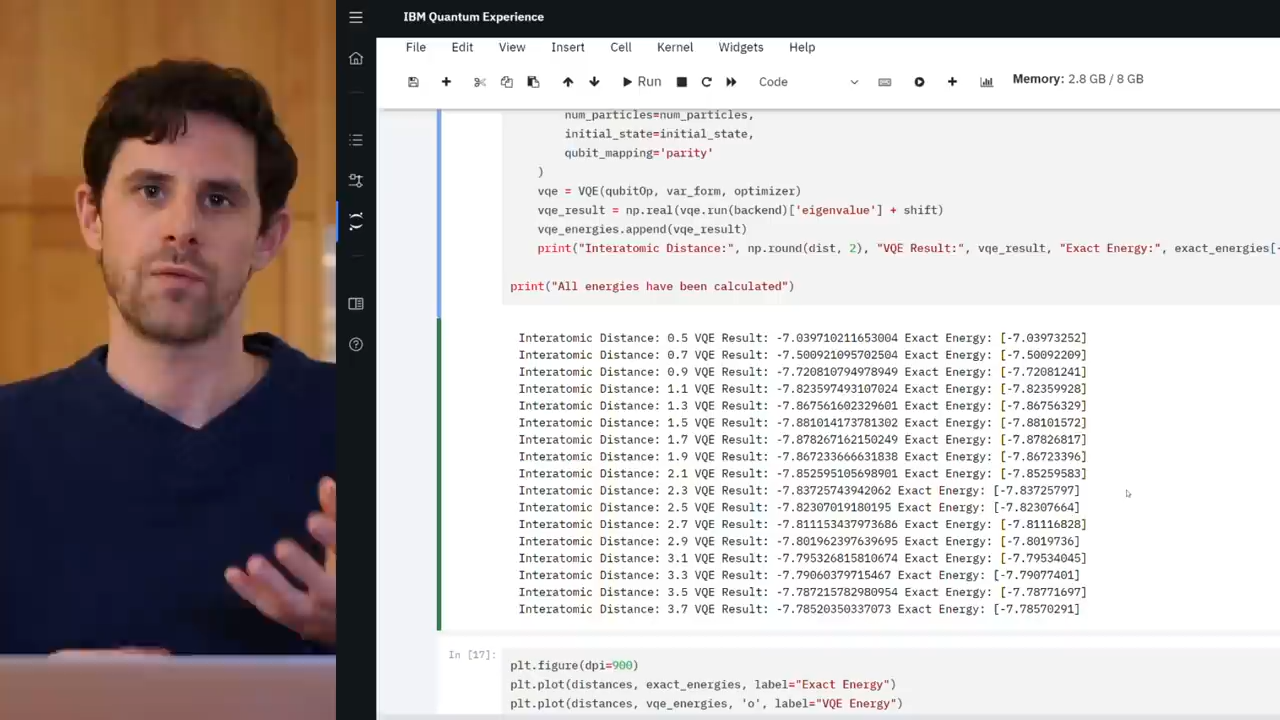 IBM Quantum Experience
File Edit View Insert Cell Kernel Widgets Help
Run Code Memory: 2.8 GB / 8 GB
num_particles=num_particles,
initial_state=initial_state,
qubit_mapping='parity'
)
vqe = VQE(qubitOp, var_form, optimizer)
vqe_result = np.real(vqe.run(backend)['eigenvalue'] + shift)
vqe_energies.append(vqe_result)
print("Interatomic Distance:", np.round(dist, 2), "VQE Result:", vqe_result, "Exact Energy:", exact_energies[-
print("All energies have been calculated")
Interatomic Distance: 0.5 VQE Result: -7.039710211653004 Exact Energy: [-7.03973252]
Interatomic Distance: 0.7 VQE Result: -7.500921095702504 Exact Energy: [-7.50092209]
Interatomic Distance: 0.9 VQE Result: -7.720810794978949 Exact Energy: [-7.72081241]
Interatomic Distance: 1.1 VQE Result: -7.823597493107024 Exact Energy: [-7.82359928]
Interatomic Distance: 1.3 VQE Result: -7.867561602329601 Exact Energy: [-7.86756329]
Interatomic Distance: 1.5 VQE Result: -7.881014173781302 Exact Energy: [-7.88101572]
Interatomic Distance: 1.7 VQE Result: -7.878267162150249 Exact Energy: [-7.87826817]
Interatomic Distance: 1.9 VQE Result: -7.867233666631838 Exact Energy: [-7.86723396]
Interatomic Distance: 2.1 VQE Result: -7.852595105698901 Exact Energy: [-7.85259583]
Interatomic Distance: 2.3 VQE Result: -7.83725743942062 Exact Energy: [-7.83725797]
Interatomic Distance: 2.5 VQE Result: -7.82307019180195 Exact Energy: [-7.82307664]
Interatomic Distance: 2.7 VQE Result: -7.811153437973686 Exact Energy: [-7.81116828]
Interatomic Distance: 2.9 VQE Result: -7.801962397639695 Exact Energy: [-7.8019736]
Interatomic Distance: 3.1 VQE Result: -7.795326815810674 Exact Energy: [-7.79534045]
Interatomic Distance: 3.3 VQE Result: -7.79060379715467 Exact Energy: [-7.79077401]
Interatomic Distance: 3.5 VQE Result: -7.787215782980954 Exact Energy: [-7.78771697]
Interatomic Distance: 3.7 VQE Result: -7.78520350337073 Exact Energy: [-7.78570291]
In [17]:
plt.figure(dpi=900)
plt.plot(distances, exact_energies, label="Exact Energy")
plt.plot(distances, vqe_energies, 'o', label="VQE Energy")